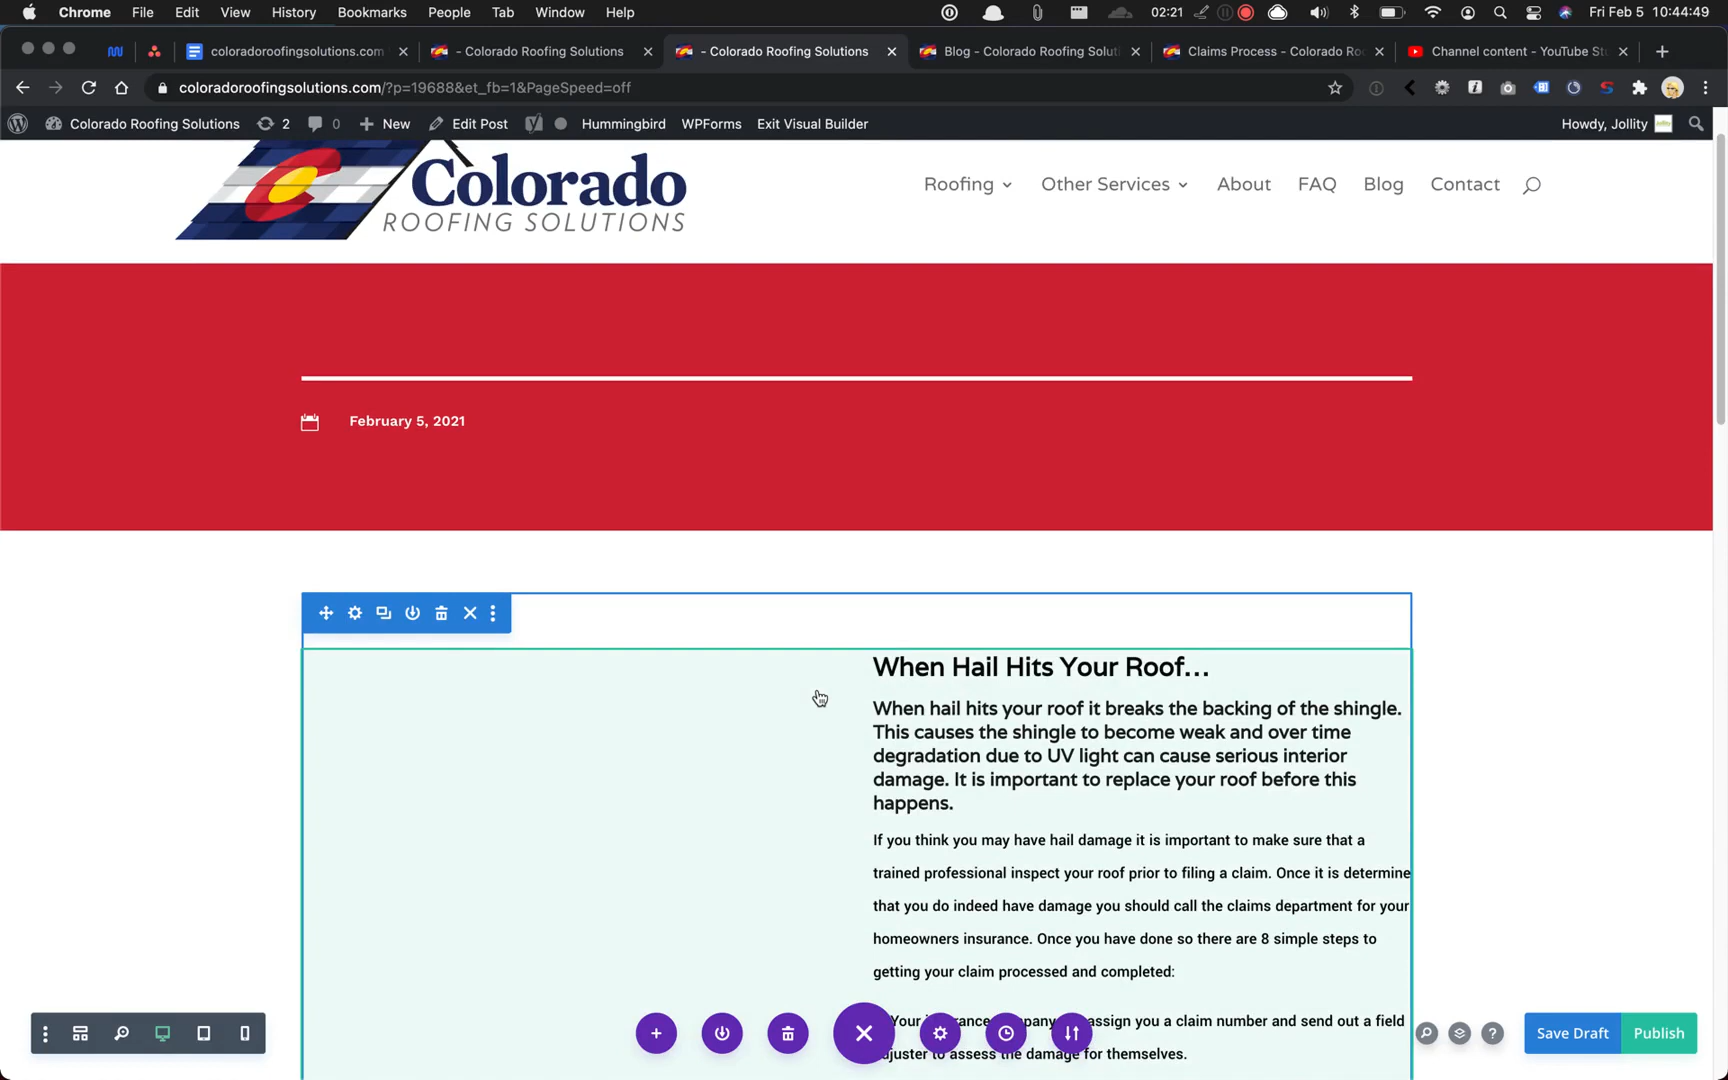 Chrome File Edit View History Bookmarks People Tab Window Help 02:21 Fri Feb 5 10:44:49
coloradoroofingsolutions.com - Colorado Roofing Solutions - Colorado Roofing Solutions Blog - Colorado Roofing Claims Process - Colorado Channel content - YouTube
coloradoroofingsolutions.com/?p=19688&et_fb=1&PageSpeed=off
Colorado Roofing Solutions 2 0 New Edit Post Hummingbird WPForms Exit Visual Builder Howdy, Jollity
Colorado
ROOFING SOLUTIONS
Roofing Other Services About FAQ Blog Contact
February 5, 2021
When Hail Hits Your Roof...
When hail hits your roof it breaks the backing of the shingle.
This causes the shingle to become weak and over time
degradation due to UV light can cause serious interior
damage. It is important to replace your roof before this
happens.
If you think you may have hail damage it is important to make sure that a
trained professional inspect your roof prior to filing a claim. Once it is determine
that you do indeed have damage you should call the claims department for your
homeowners insurance. Once you have done so there are 8 simple steps to
getting your claim processed and completed:
Your assign you a claim number and send out a field
to assess the damage for themselves.
Save Draft Publish